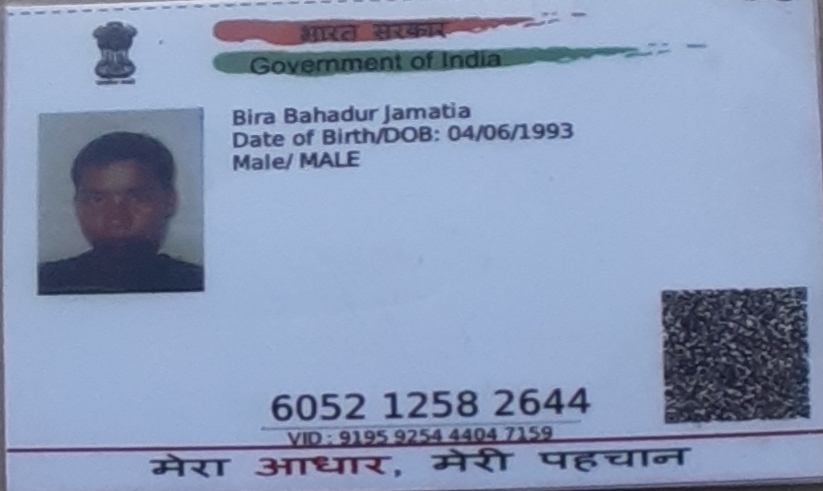 भारत सरकार
Government of India
Bira Bahadur Jamatia
Date of Birth/DOB: 04/06/1993
Male/ MALE
6052 1258 2644
VID : 9195 9254 4404 7159
मेरा आधार, मेरी पहचान